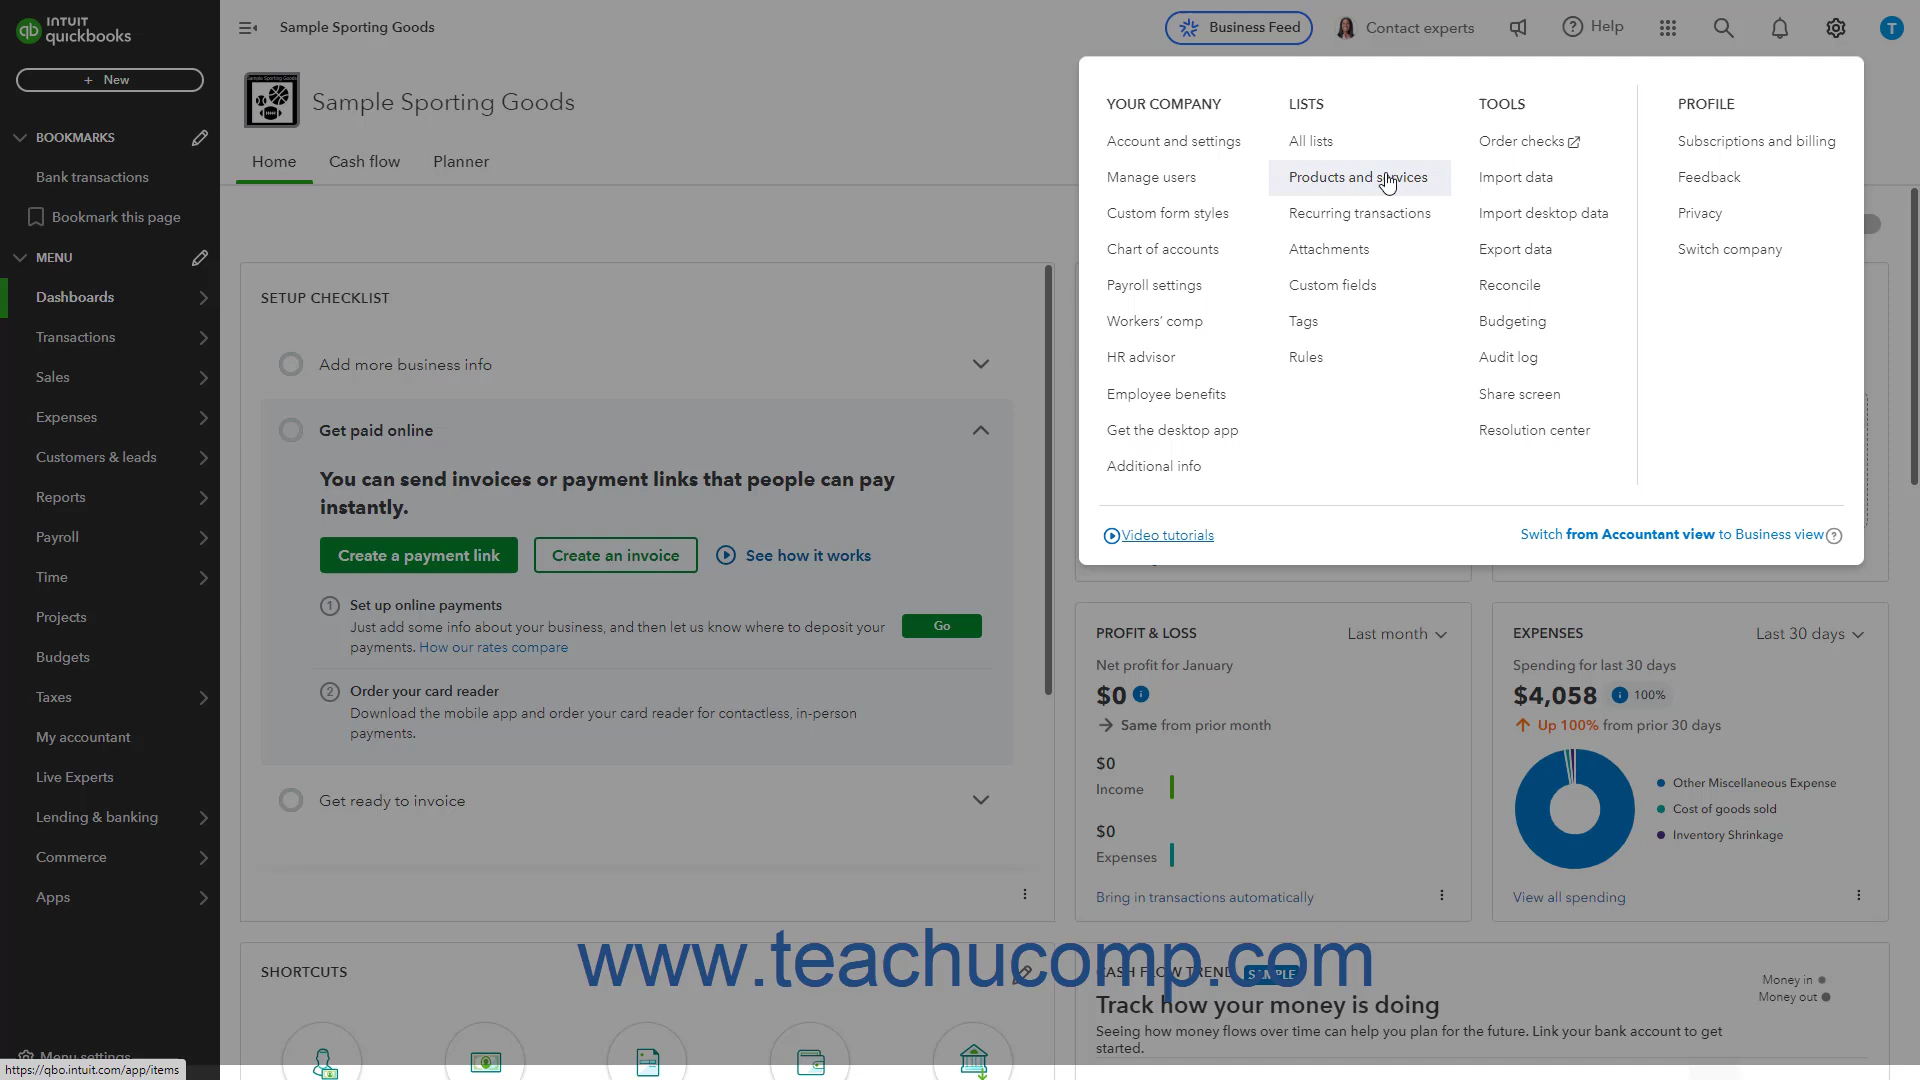 INTUIT
quickbooks
Sample Sporting Goods
Business Feed
Contact experts
Help
T
+ New
Sample Sporting Goods
Sample Sporting Goods
BOOKMARKS
Bank transactions
Bookmark this page
MENU
Dashboards
Transactions
Sales
Expenses
Customers & leads
Reports
Payroll
Time
Projects
Budgets
Taxes
My accountant
Live Experts
Lending & banking
Commerce
Apps
Menu settings
https://qbo.intuit.com/app/items
Home
Cash flow
Planner
SETUP CHECKLIST
Add more business info
Get paid online
You can send invoices or payment links that people can pay
instantly.
Create a payment link
Create an invoice
See how it works
1 Set up online payments
Just add some info about your business, and then let us know where to deposit your
payments. How our rates compare
Go
2 Order your card reader
Download the mobile app and order your card reader for contactless, in-person
payments.
Get ready to invoice
SHORTCUTS
YOUR COMPANY
Account and settings
Manage users
Custom form styles
Chart of accounts
Payroll settings
Workers' comp
HR advisor
Employee benefits
Get the desktop app
Additional info
LISTS
All lists
Products and services
Recurring transactions
Attachments
Custom fields
Tags
Rules
TOOLS
Order checks
Import data
Import desktop data
Export data
Reconcile
Budgeting
Audit log
Share screen
Resolution center
PROFILE
Subscriptions and billing
Feedback
Privacy
Switch company
Video tutorials
Switch from Accountant view to Business view
PROFIT & LOSS
Last month
Net profit for January
$0
Same from prior month
$0
Income
$0
Expenses
Bring in transactions automatically
EXPENSES
Last 30 days
Spending for last 30 days
$4,058
100%
Up 100% from prior 30 days
Other Miscellaneous Expense
Cost of goods sold
Inventory Shrinkage
View all spending
www.teachucomp.com
CASH FLOW TREND
SAMPLE
Track how your money is doing
Seeing how money flows over time can help you plan for the future. Link your bank account to get
started.
Money in
Money out